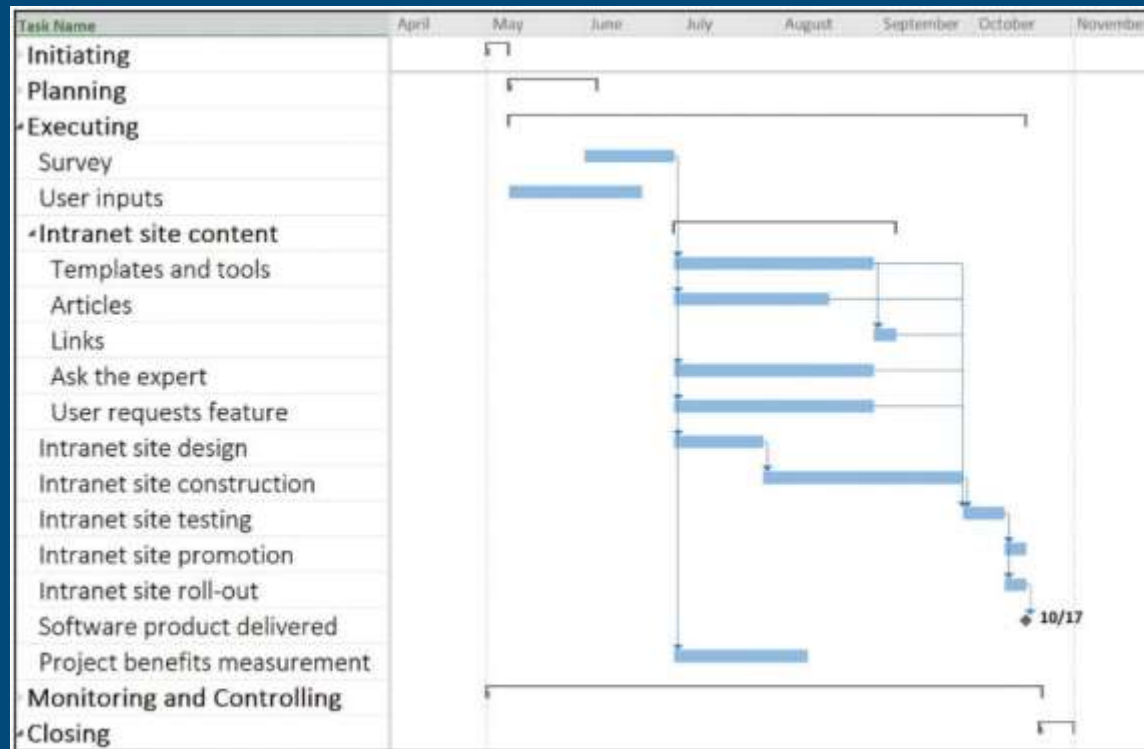 Task Name April May June July August September October November
Initiating
Planning
Executing
Survey
User inputs
Intranet site content
Templates and tools
Articles
Links
Ask the expert
User requests feature
Intranet site design
Intranet site construction
Intranet site testing
Intranet site promotion
Intranet site roll-out
Software product delivered 10/17
Project benefits measurement
Monitoring and Controlling
Closing